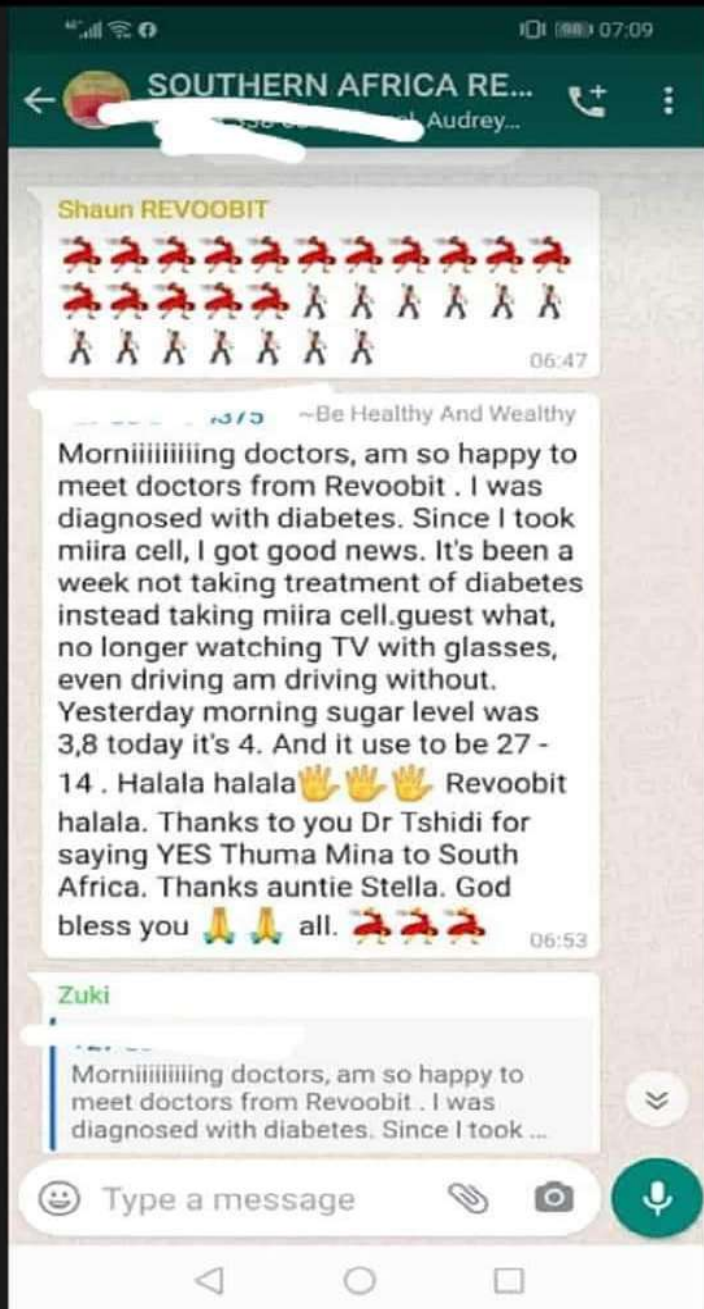 07:09
SOUTHERN AFRICA RE...
Audrey...
Shaun REVOOBIT
06:47
~Be Healthy And Wealthy
Morniiiiiiiiiing doctors, am so happy to
meet doctors from Revoobit . I was
diagnosed with diabetes. Since I took
miira cell, I got good news. It's been a
week not taking treatment of diabetes
instead taking miira cell.guest what,
no longer watching TV with glasses,
even driving am driving without.
Yesterday morning sugar level was
3,8 today it's 4. And it use to be 27 -
14 . Halala halala🖐🖐🖐 Revoobit
halala. Thanks to you Dr Tshidi for
saying YES Thuma Mina to South
Africa. Thanks auntie Stella. God
bless you 🙏 🙏 all. 💃💃💃
06:53
Zuki
Morniiiiiiiiiing doctors, am so happy to
meet doctors from Revoobit . I was
diagnosed with diabetes. Since I took ...
Type a message